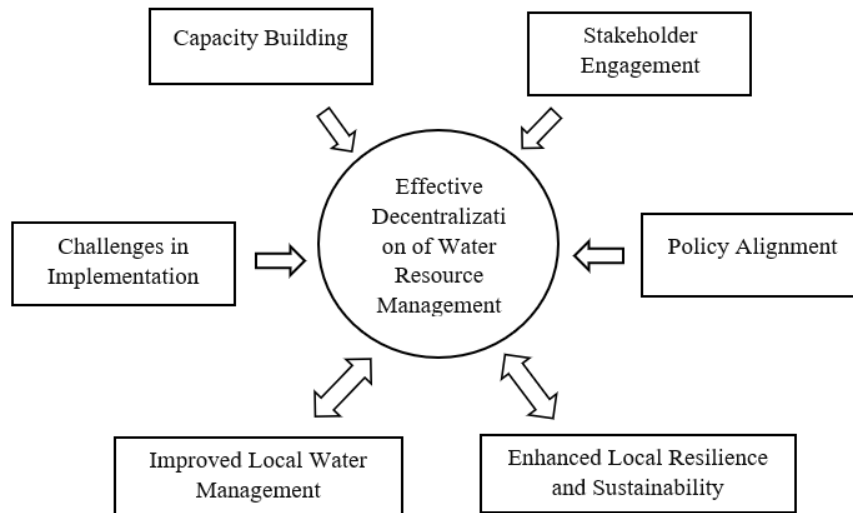 Capacity Building
Stakeholder
Engagement
Effective
Decentralizati
on of Water
Resource
Management
Challenges in
Implementation
Policy Alignment
Improved Local Water
Management
Enhanced Local Resilience
and Sustainability